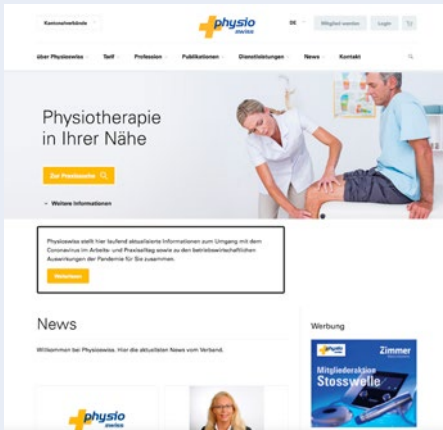 Kantonalverbände
physio
swiss
DE
Mitglied werden
Login
über Physioswiss
Tarif
Profession
Publikationen
Dienstleistungen
News
Kontakt
Physiotherapie
in Ihrer Nähe
Zur Praxissuche
Weitere Informationen
Physioswiss stellt hier laufend aktualisierte Informationen zum Umgang mit dem
Coronavirus im Arbeits- und Praxisalltag sowie zu den betriebswirtschaftlichen
Auswirkungen der Pandemie für Sie zusammen.
Weiterlesen
News
Willkommen bei Physioswiss. Hier die aktuellsten News vom Verband.
Werbung
physio
swiss
Zimmer
Mitgliederaktion
Stosswelle
physio
swiss